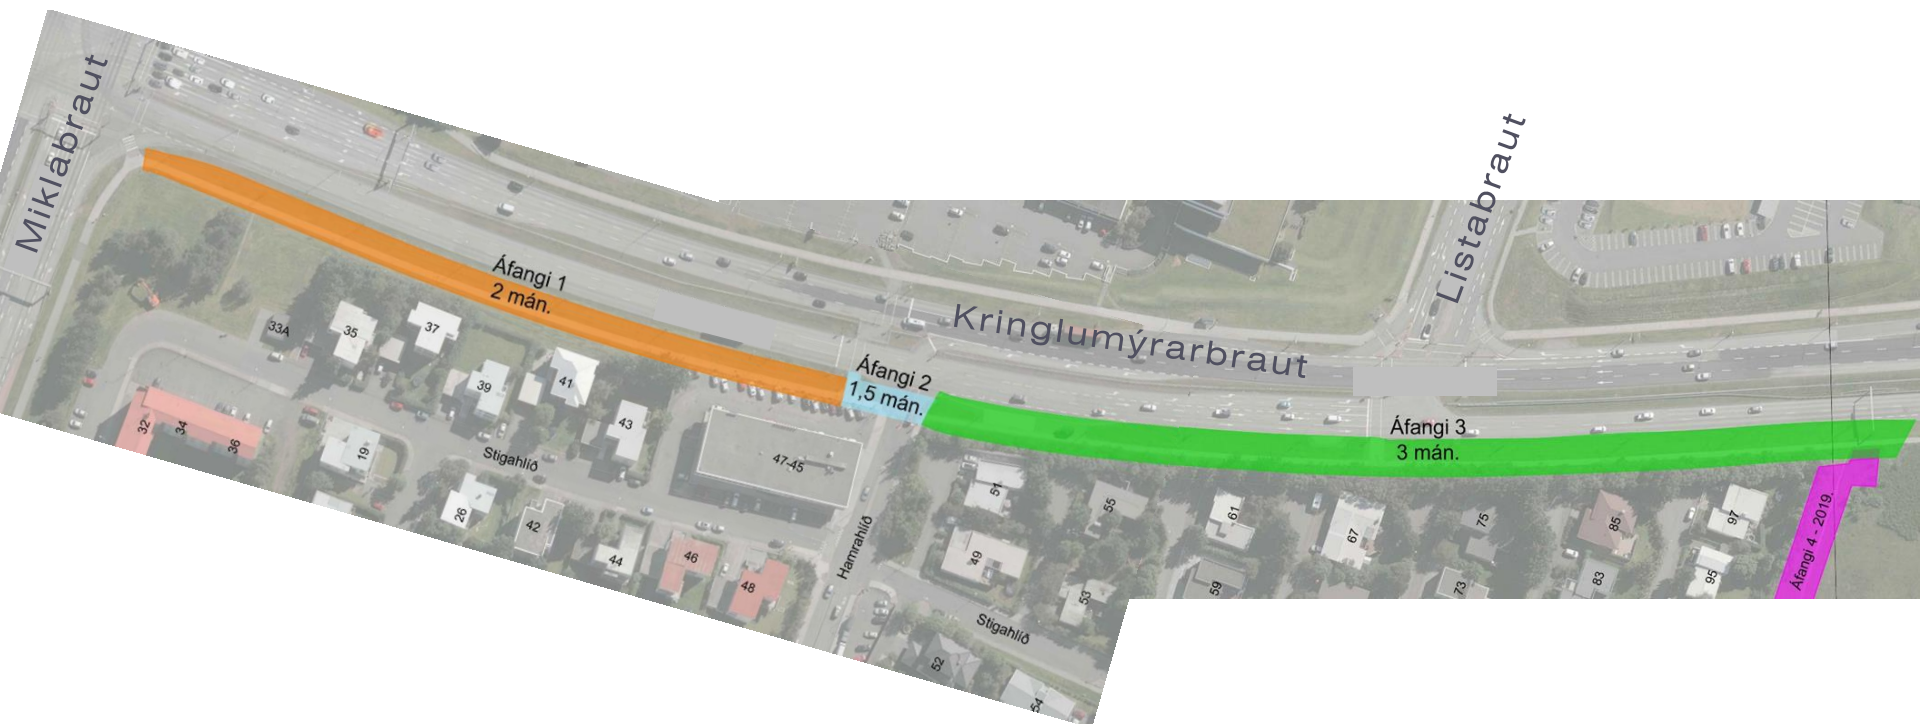 Miklabraut
Listabraut
Kringlumýrarbraut
Áfangi 1
2 mán.
Áfangi 2
1,5 mán.
Áfangi 3
3 mán.
Áfangi 4 - 2019.
33A
35
37
39
41
43
47-45
32
34
36
19
Stigahlíð
26
42
44
46
48
Hamrahlíð
51
49
53
55
61
59
67
75
73
85
83
97
95
Stigahlíð
52
54